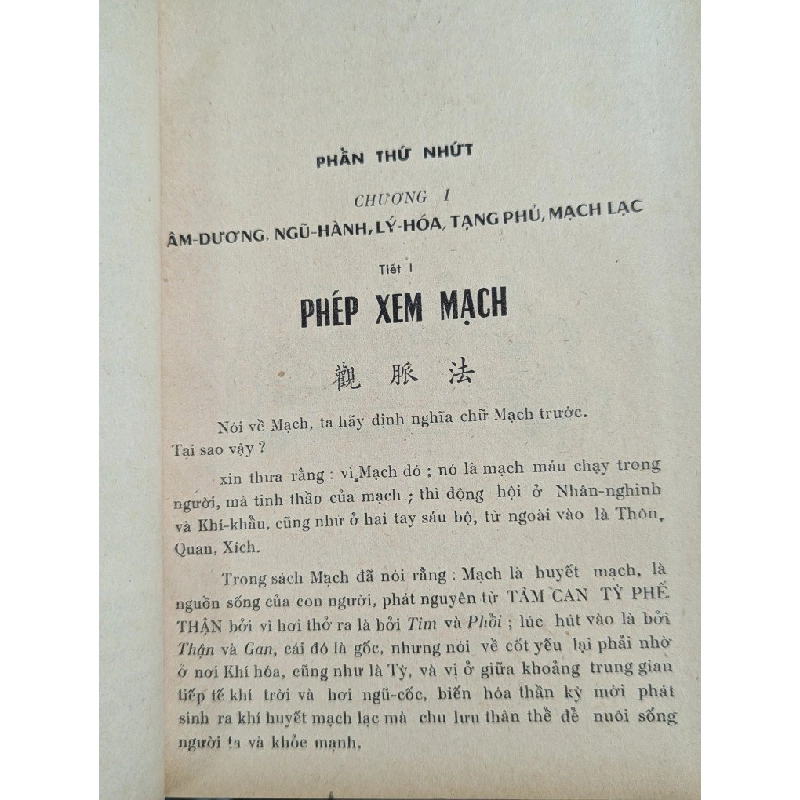 PHẦN THỨ NHỨT
CHƯƠNG I
ÂM-DƯƠNG, NGŨ-HÀNH, LÝ-HÓA, TẠNG PHỦ, MẠCH LẠC
Tiết I
PHÉP XEM MẠCH
觀脈法
Nói về Mạch, ta hãy định nghĩa chữ Mạch trước.
Tại sao vậy ?
xin thưa rằng : vì Mạch đó ; nó là mạch máu chạy trong
người, mà tinh thần của mạch ; thì động hội ở Nhân-nghinh
và Khí-khẩu, cũng như ở hai tay sáu bộ, từ ngoài vào là Thốn,
Quan, Xích.
Trong sách Mạch đã nói rằng : Mạch là huyết mạch, là
nguồn sống của con người, phát nguyên từ TÂM CAN TỲ PHẾ
THẬN bởi vì hơi thở ra là bởi Tim và Phồi ; lúc hút vào là bởi
Thận và Gan, cái đó là gốc, nhưng nói về cốt yếu lại phải nhờ
ở nơi Khí hóa, cũng như là Tỳ, và vị ở giữa khoảng trung gian
tiếp tế khí trời và hơi ngũ-cốc, biến hóa thần kỳ mới phát
sinh ra khí huyết mạch lạc mà chu lưu thân thể để nuôi sống
người ta và khỏe mạnh,